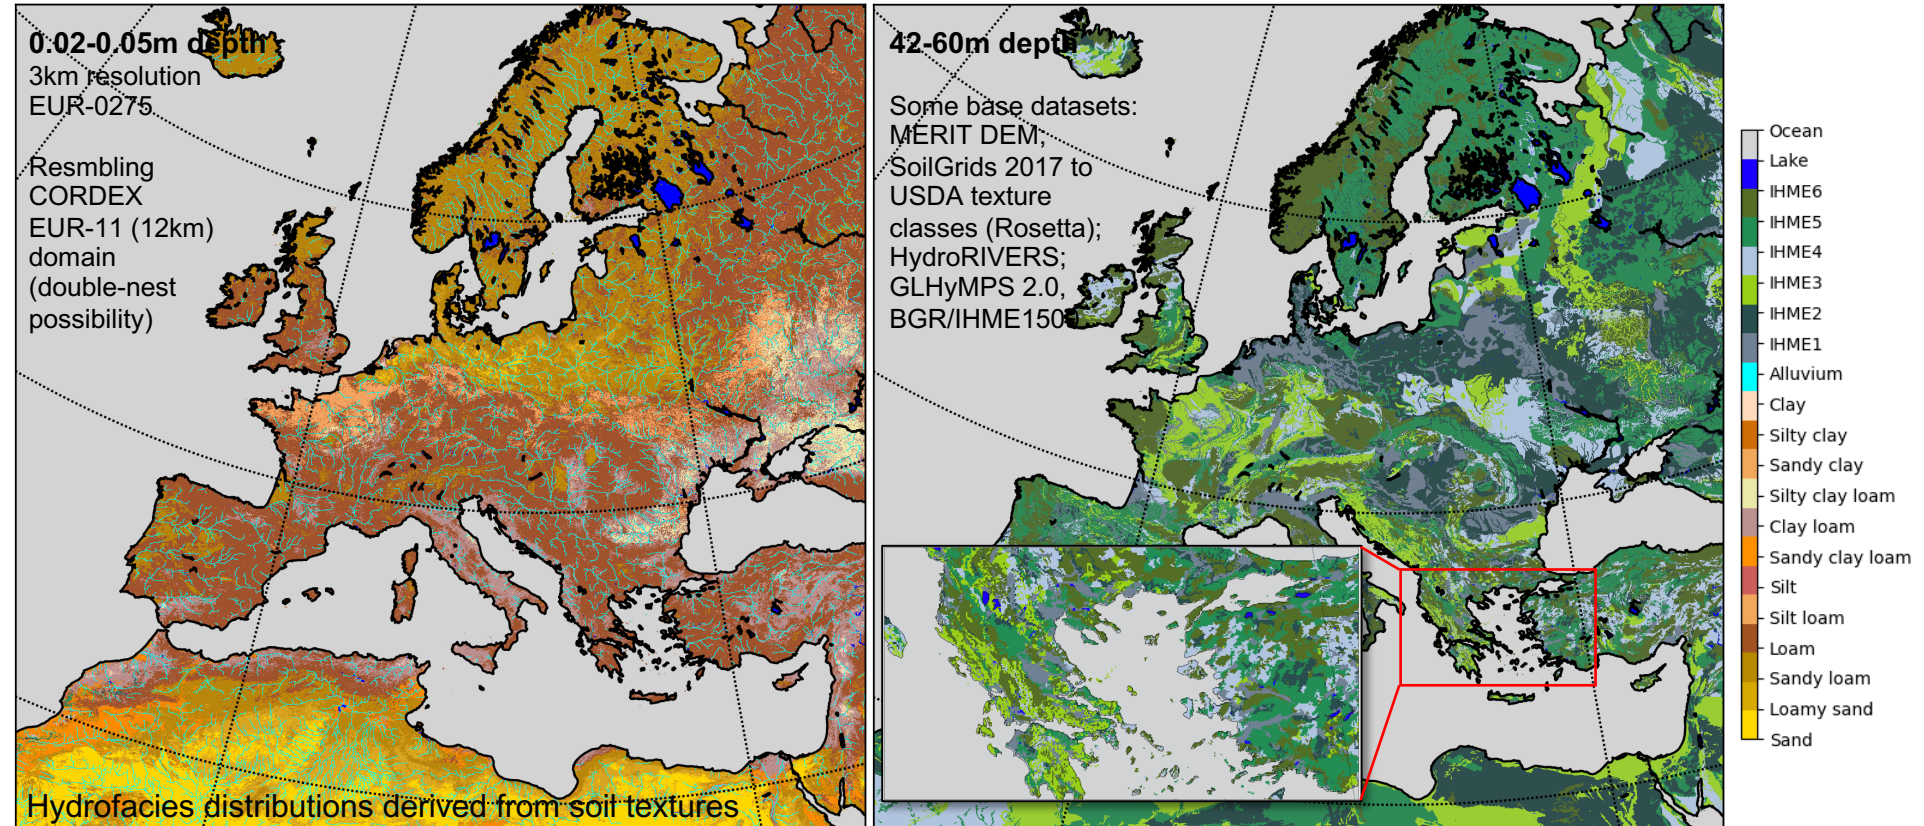 0.02-0.05m depth
3km resolution
EUR-0275
Resmbling
CORDEX
EUR-11 (12km)
domain
(double-nest
possibility)
Hydrofacies distributions derived from soil textures
42-60m depth
Some base datasets:
MERIT DEM;
SoilGrids 2017 to
USDA texture
classes (Rosetta);
HydroRIVERS;
GLHyMPS 2.0,
BGR/IHME1500
Ocean
Lake
IHME6
IHME5
IHME4
IHME3
IHME2
IHME1
Alluvium
Clay
Silty clay
Sandy clay
Silty clay loam
Clay loam
Sandy clay loam
Silt
Silt loam
Loam
Sandy loam
Loamy sand
Sand